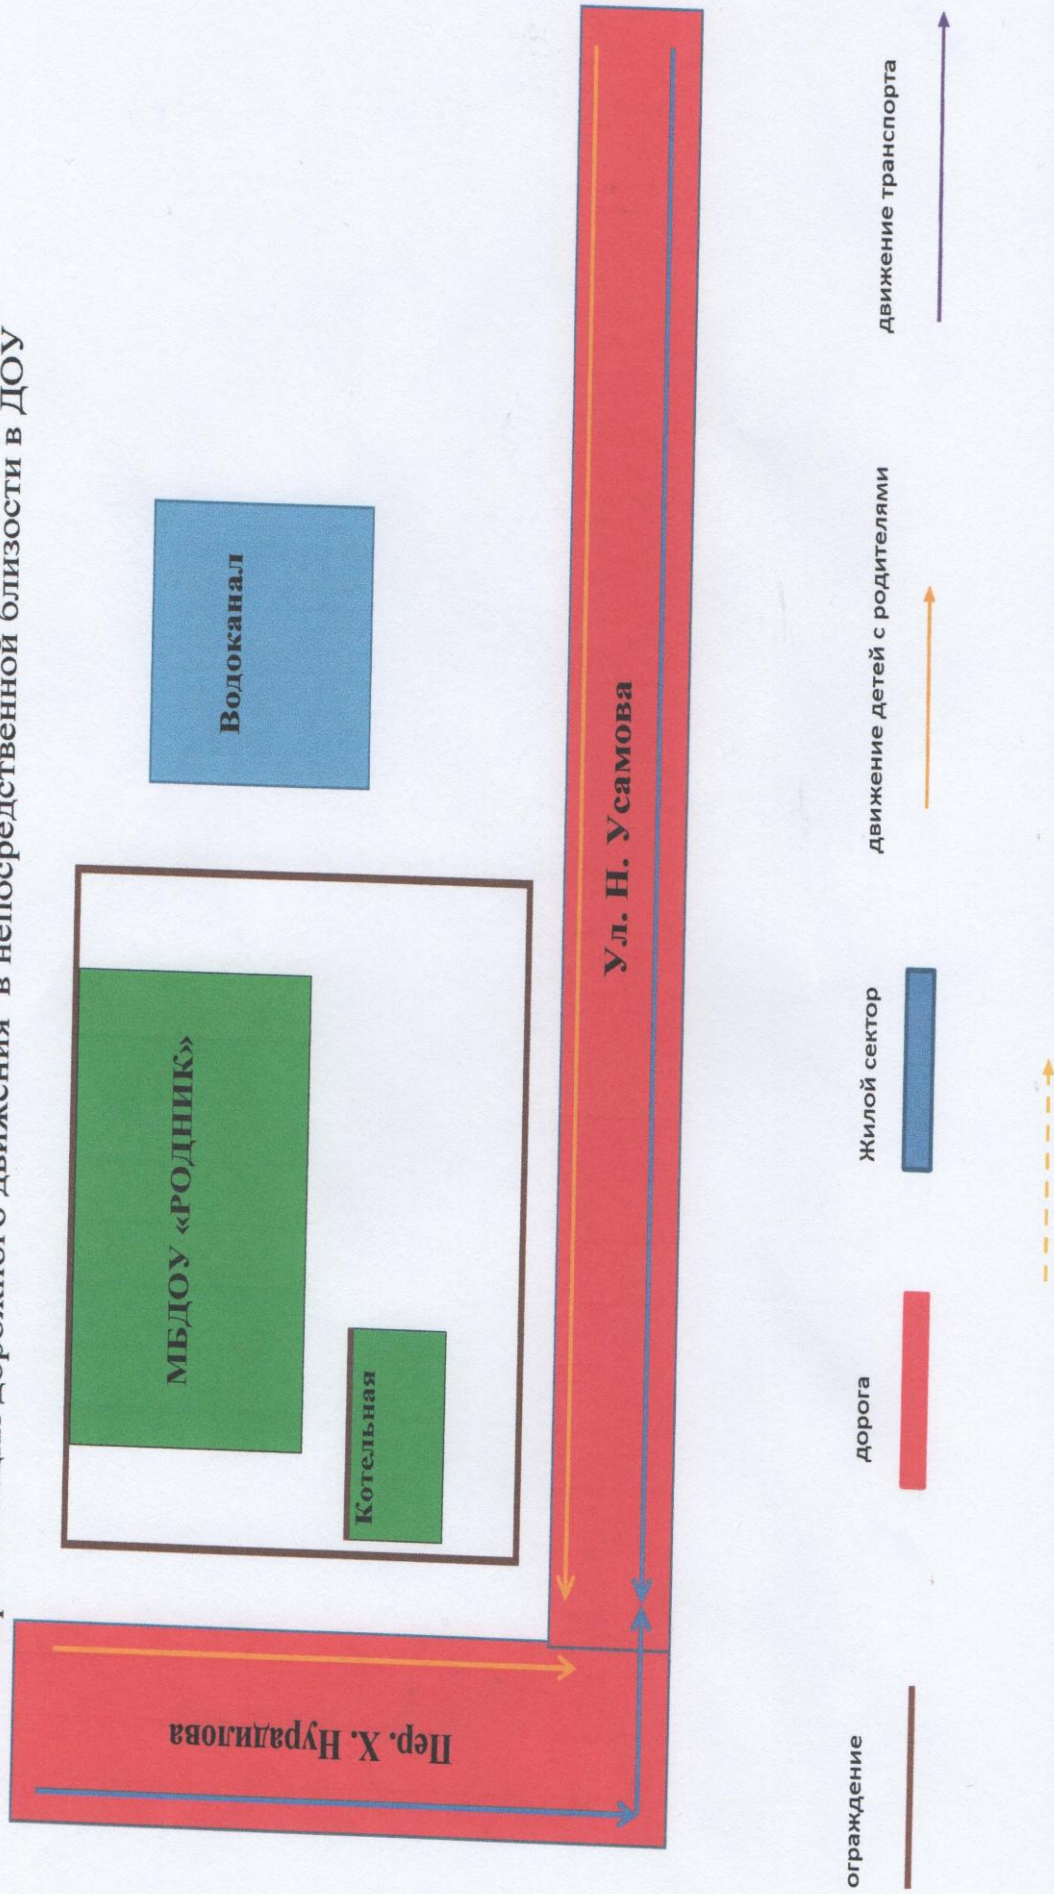 дорожного движения в непосредственной близости в ДОУ
МБДОУ «РОДНИК»
Водоканал
Котельная
Пер. Х. Нурадилова
Ул. Н. Усамова
ограждение
дорога
Жилой сектор
движение детей с родителями
движение транспорта